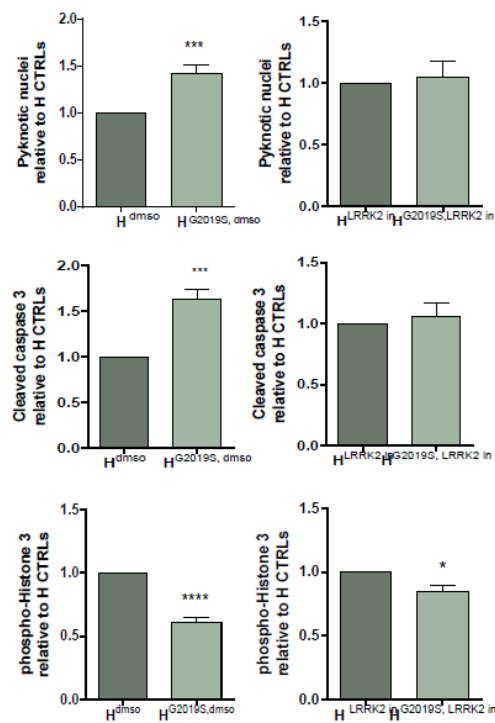 Pyknotic nuclei
relative to H CTRLs
2.0
1.5
1.0
0.5
0.0
***
H dmso
H G2019S, dmso
Pyknotic nuclei
relative to H CTRLs
1.5
1.0
0.5
0.0
H LRRK2 in
H G2019S,LRRK2 in
Cleaved caspase 3
relative to H CTRLs
2.0
1.5
1.0
0.5
0.0
***
H dmso
H G2019S, dmso
Cleaved caspase 3
relative to H CTRLs
1.5
1.0
0.5
0.0
H LRRK2 in
H G2019S, LRRK2 in
phospho-Histone 3
relative to H CTRLs
1.5
1.0
0.5
0.0
****
H dmso
H G2019S,dmso
phospho-Histone 3
relative to H CTRLs
1.5
1.0
0.5
0.0
*
H LRRK2 in
H G2019S, LRRK2 in